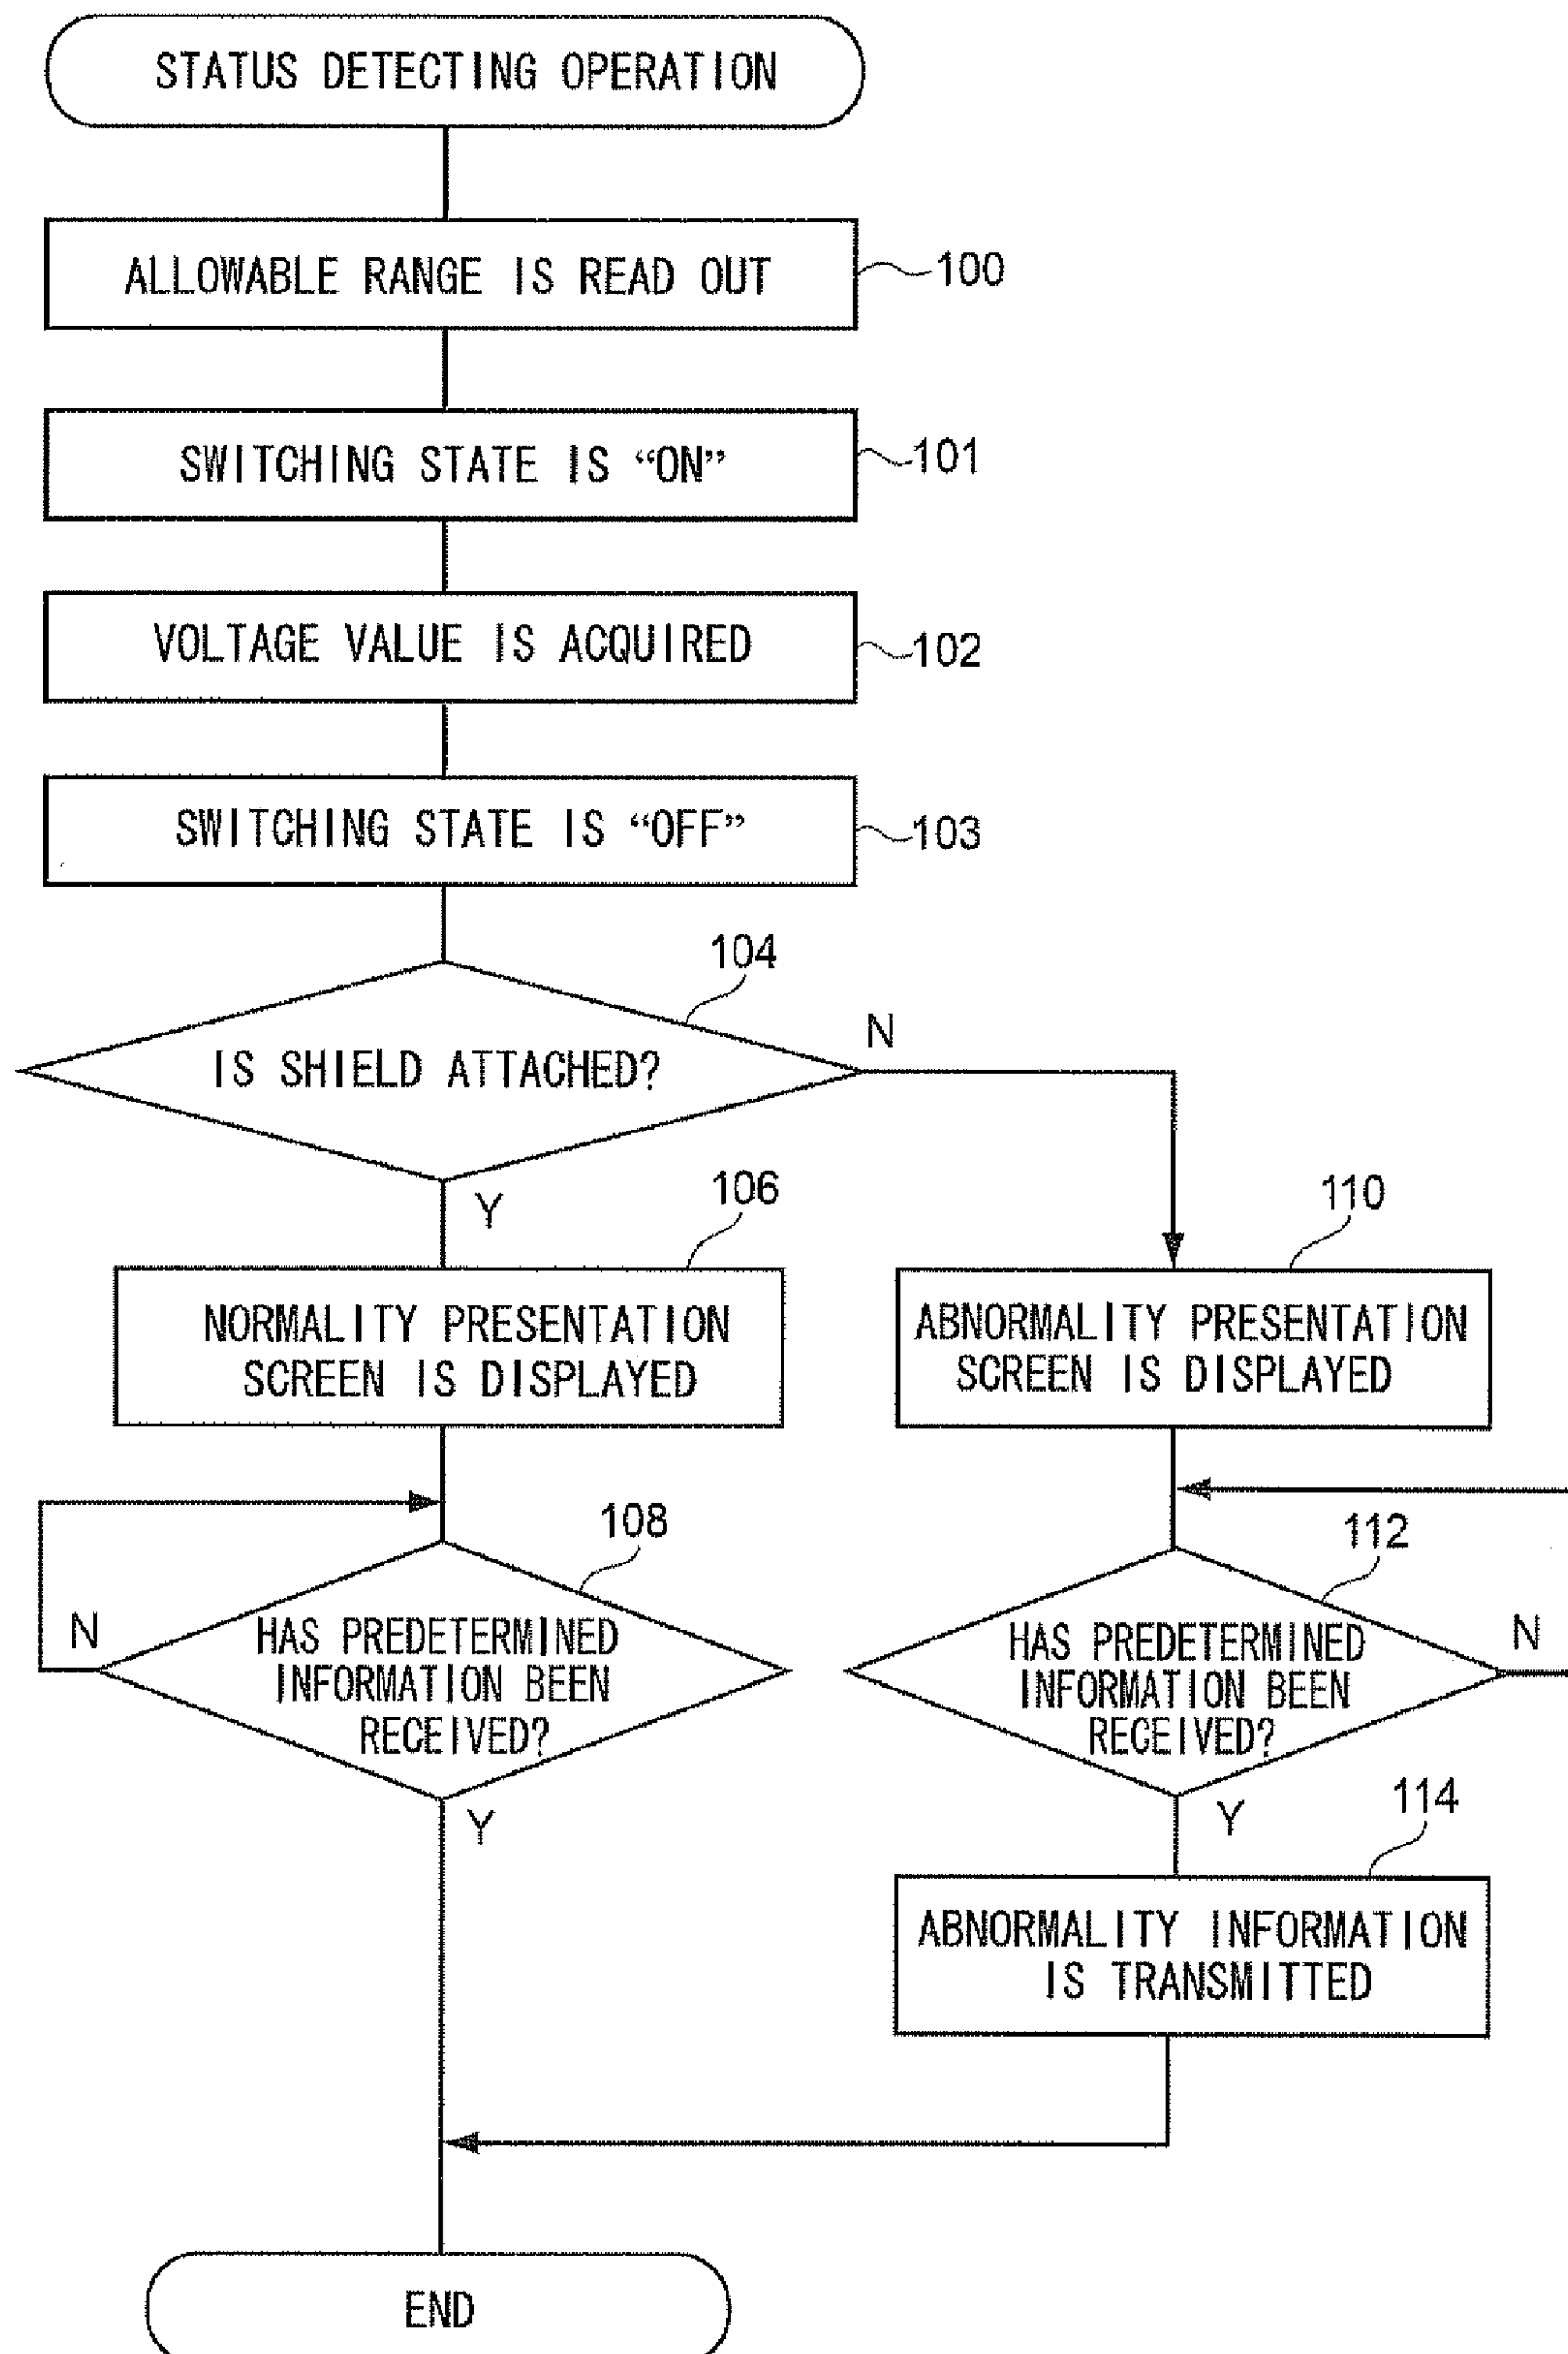 STATUS DETECTING OPERATION
ALLOWABLE RANGE IS READ OUT
100
SWITCHING STATE IS “ON”
101
VOLTAGE VALUE IS ACQUIRED
102
SWITCHING STATE IS “OFF”
103
104
IS SHIELD ATTACHED?
N
Y
106
110
NORMALITY PRESENTATION
SCREEN IS DISPLAYED
ABNORMALITY PRESENTATION
SCREEN IS DISPLAYED
108
N
HAS PREDETERMINED
INFORMATION BEEN
RECEIVED?
Y
112
HAS PREDETERMINED
INFORMATION BEEN
RECEIVED?
N
Y
114
ABNORMALITY INFORMATION
IS TRANSMITTED
END